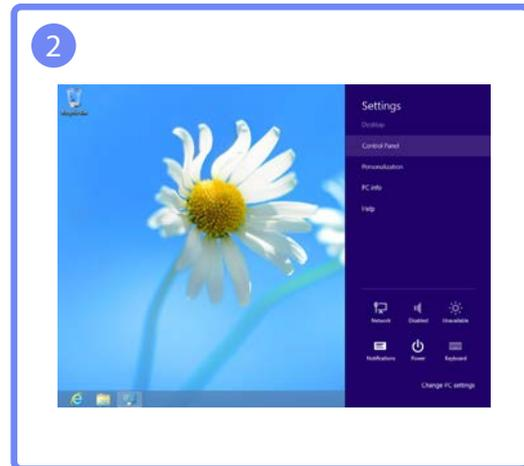 2
Settings
Desktop
Control Panel
Personalization
PC info
Help
Network
Disabled
Unavailable
Notifications
Power
Keyboard
Change PC settings